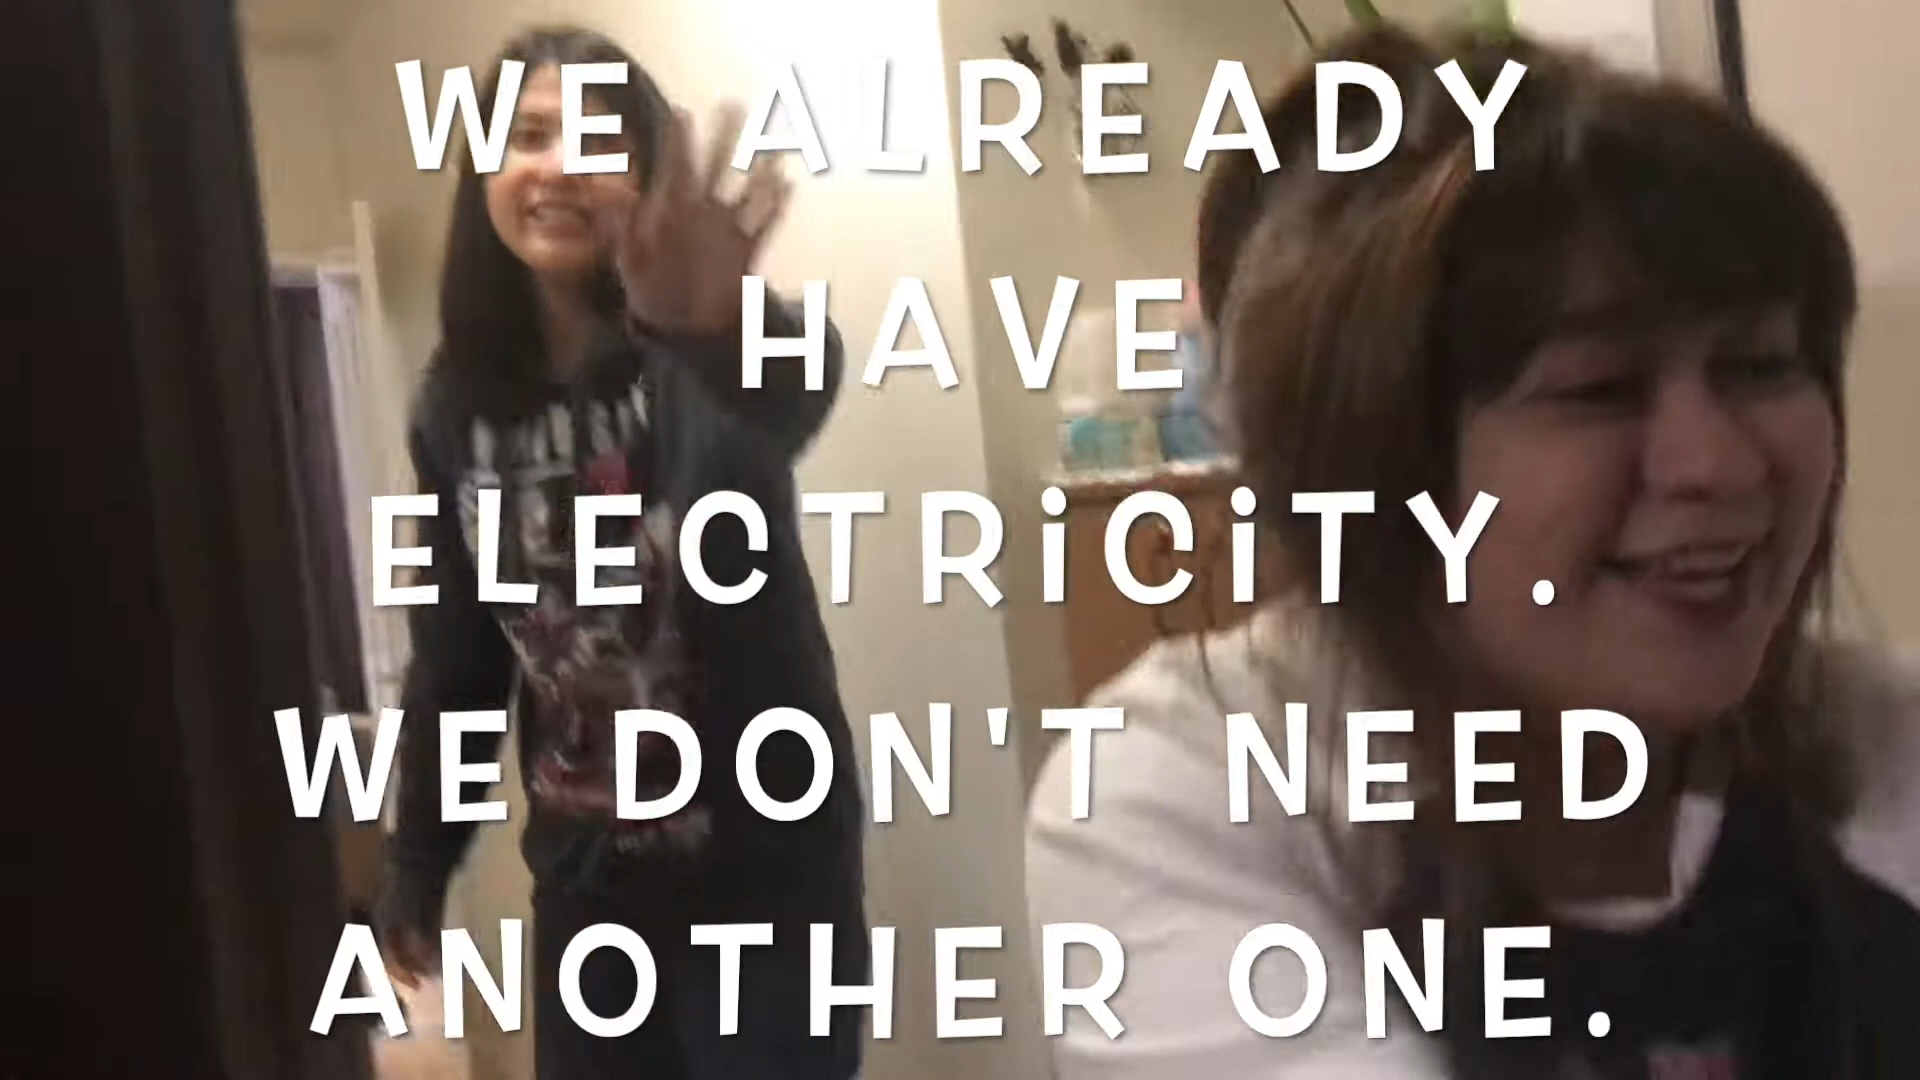 WE ALREADY
HAVE
ELECTRiCiTY.
WE DON'T NEED
ANOTHER ONE.